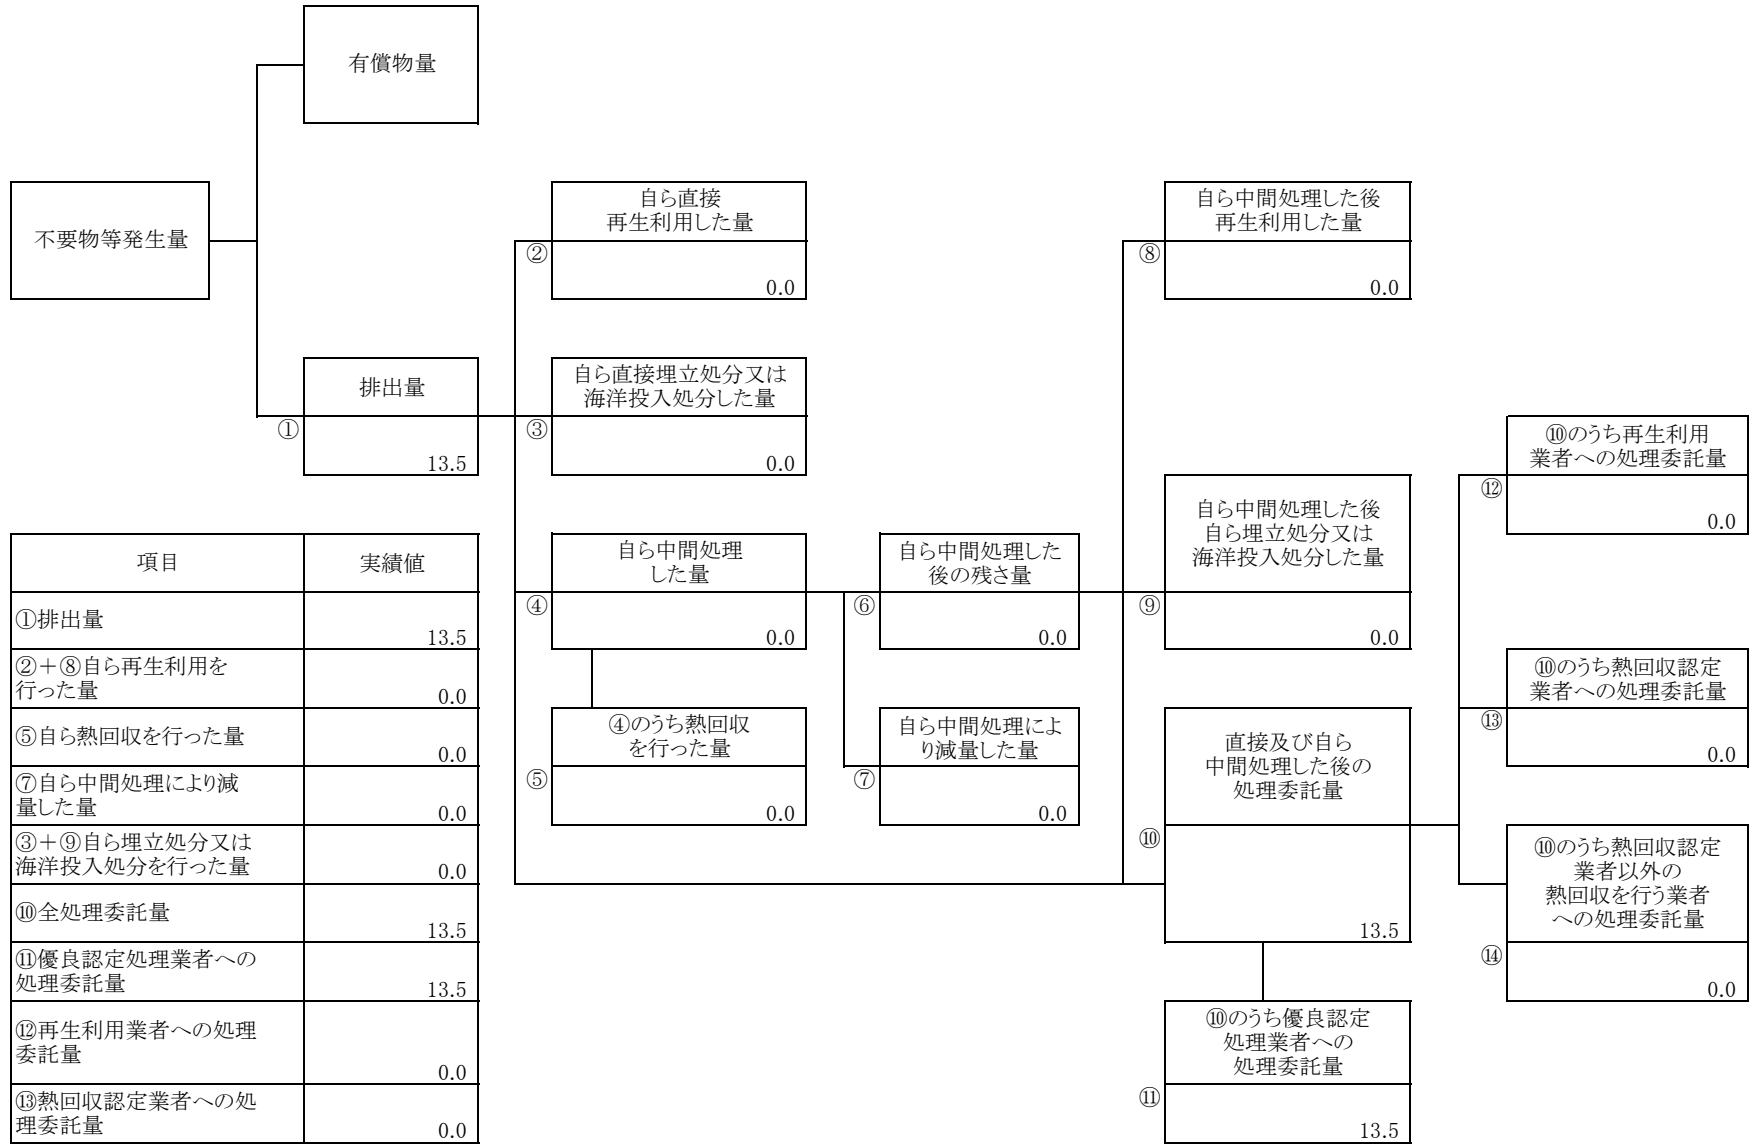 有償物量
不要物等発生量
自ら直接
再生利用した量
②
0.0
自ら中間処理した後
再生利用した量
⑧
0.0
排出量
①
13.5
自ら直接埋立処分又は
海洋投入処分した量
③
0.0
⑩のうち再生利用
業者への処理委託量
⑫
0.0
自ら中間処理
した量
④
0.0
自ら中間処理した
後の残さ量
⑥
0.0
自ら中間処理した後
自ら埋立処分又は
海洋投入処分した量
⑨
0.0
⑩のうち熱回収認定
業者への処理委託量
⑬
0.0
④のうち熱回収
を行った量
⑤
0.0
自ら中間処理によ
り減量した量
⑦
0.0
直接及び自ら
中間処理した後の
処理委託量
⑩
13.5
⑩のうち熱回収認定
業者以外の
熱回収を行う業者
への処理委託量
⑭
0.0
⑩のうち優良認定
処理業者への
処理委託量
⑪
13.5
項目 実績値
①排出量
13.5
②+⑧自ら再生利用を
行った量
0.0
⑤自ら熱回収を行った量
0.0
⑦自ら中間処理により減
量した量
0.0
③+⑨自ら埋立処分又は
海洋投入処分を行った量
0.0
⑩全処理委託量
13.5
⑪優良認定処理業者への
処理委託量
13.5
⑫再生利用業者への処理
委託量
0.0
⑬熱回収認定業者への処
理委託量
0.0